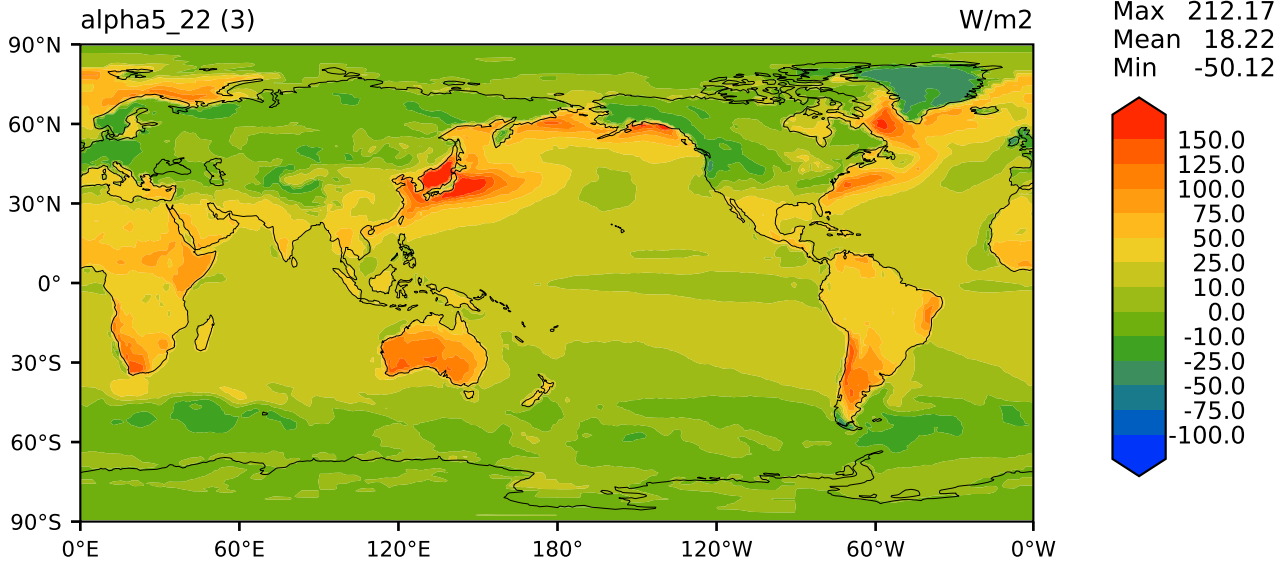 alpha5_22 (3)
W/m2
Max 212.17
Mean 18.22
Min -50.12
90°N
60°N
30°N
0°
30°S
60°S
90°S
0°E
60°E
120°E
180°
120°W
60°W
0°W
150.0
125.0
100.0
75.0
50.0
25.0
10.0
0.0
-10.0
-25.0
-50.0
-75.0
-100.0